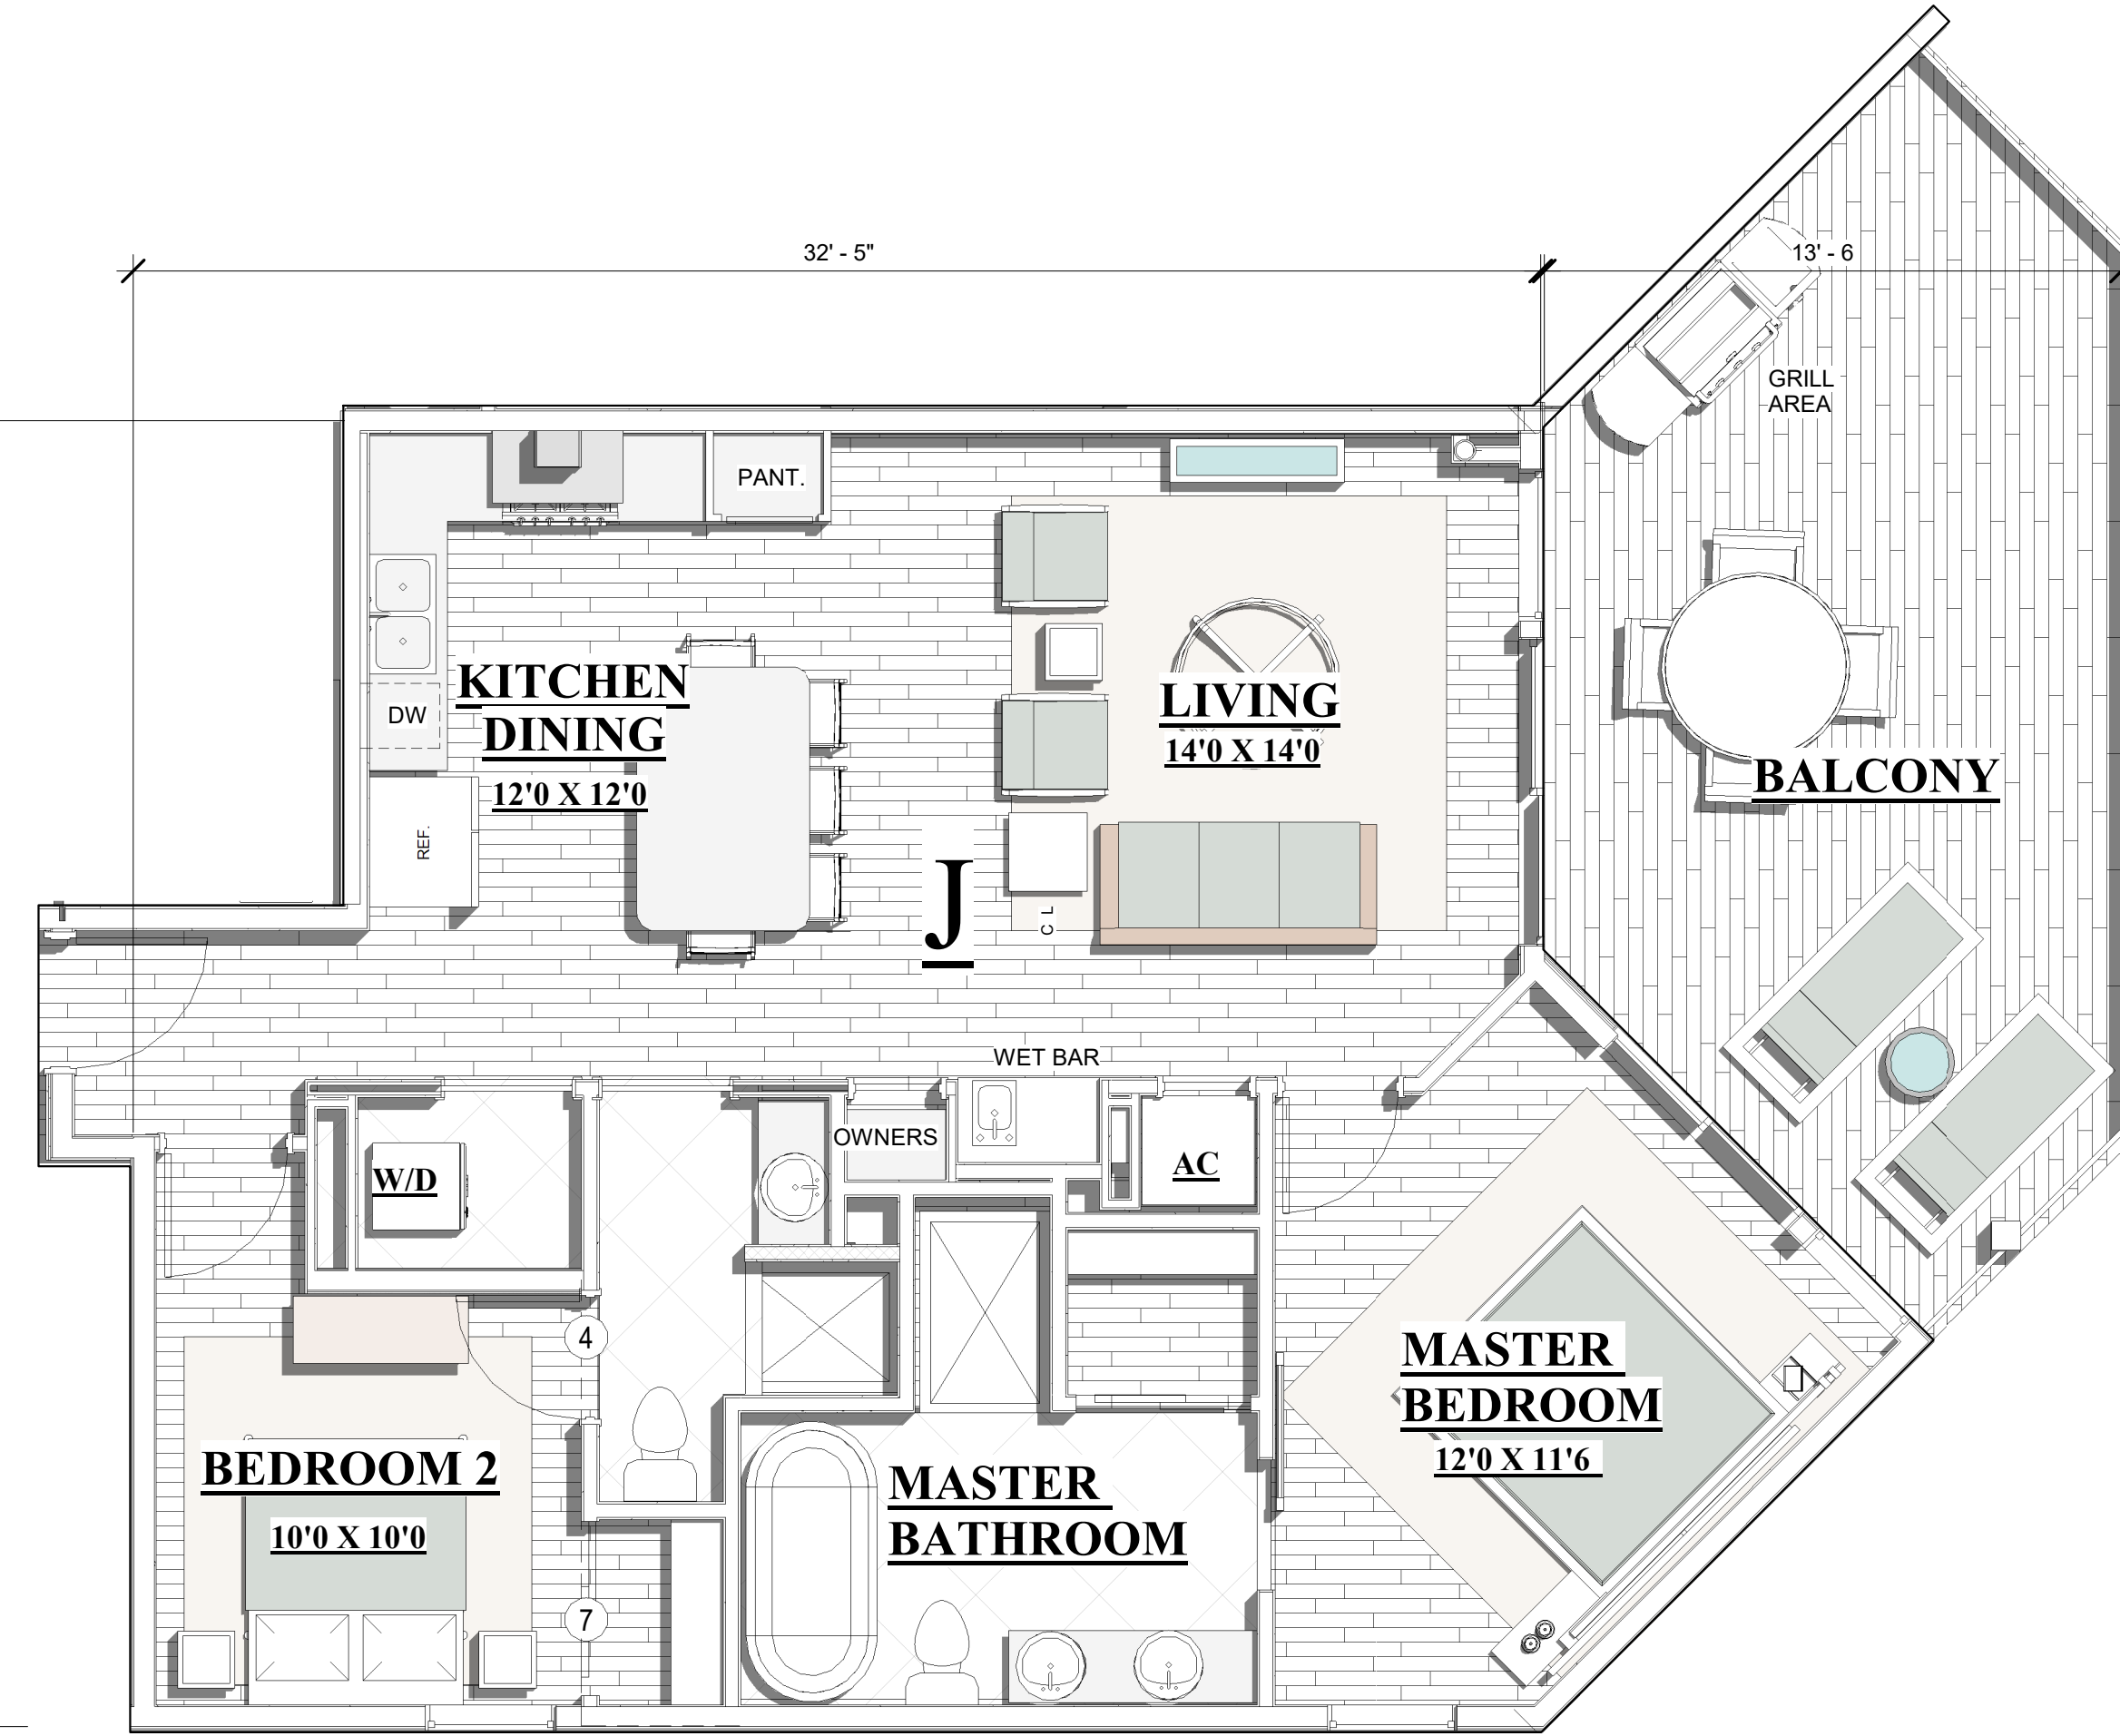 32' - 5"
13' - 6
GRILL
AREA
PANT.
KITCHEN
DINING
12'0 X 12'0
DW
REF.
LIVING
14'0 X 14'0
BALCONY
J
C L
WET BAR
OWNERS
W/D
AC
4
MASTER
BEDROOM
12'0 X 11'6
BEDROOM 2
10'0 X 10'0
MASTER
BATHROOM
7